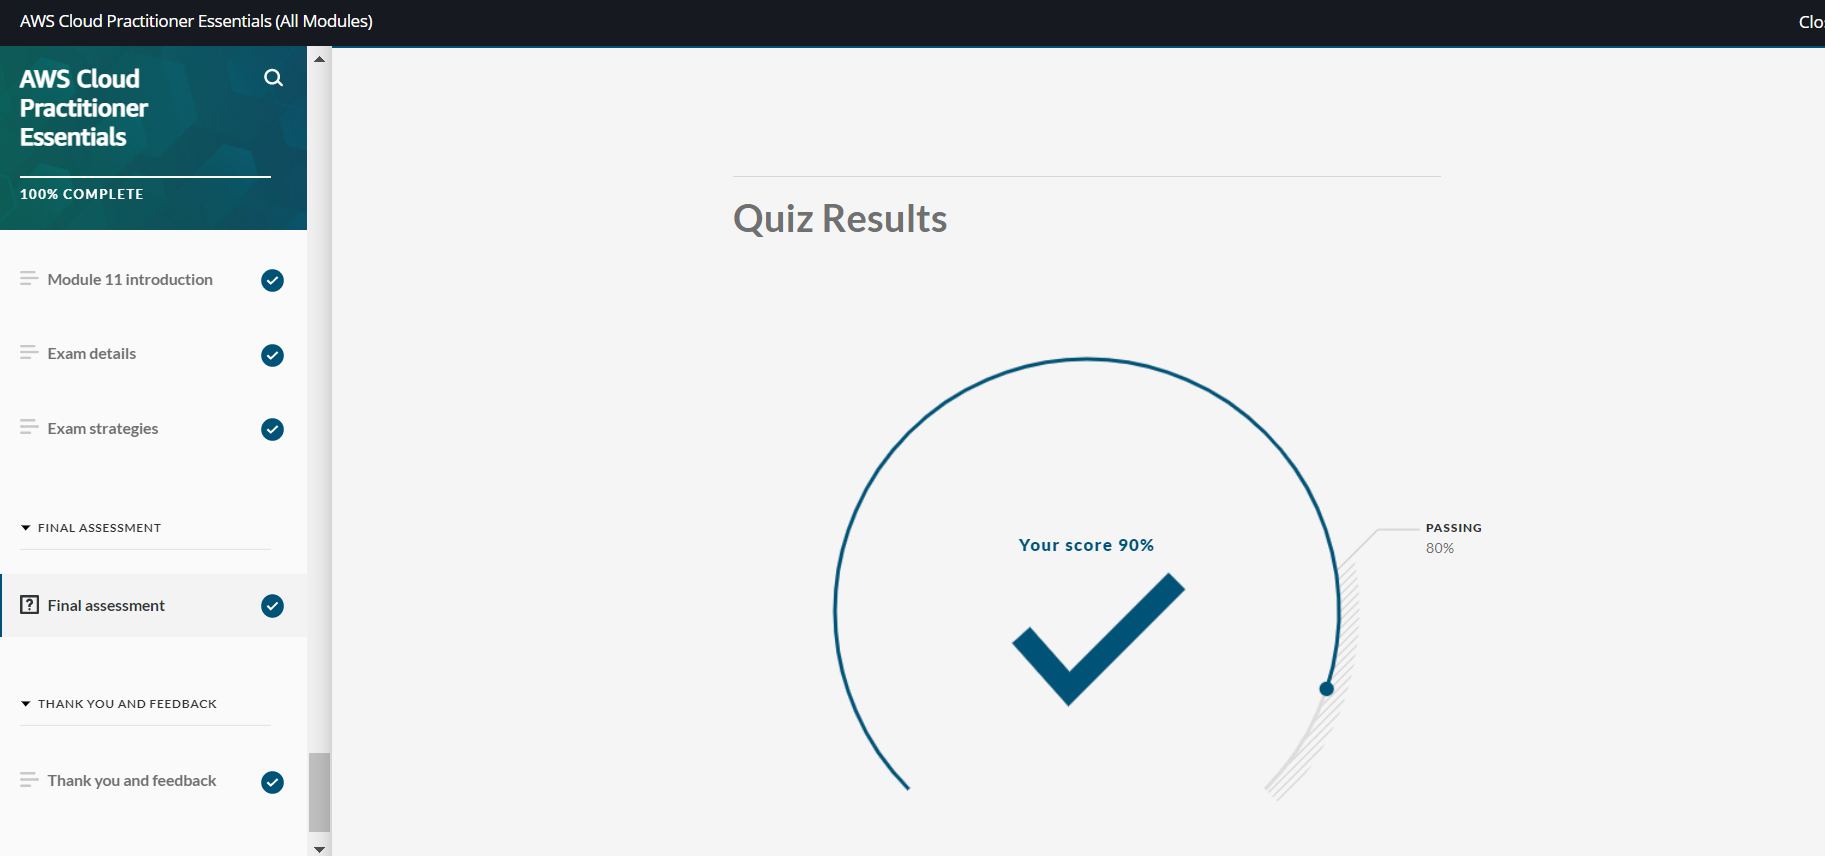 AWS Cloud Practitioner Essentials (All Modules)
Clo
AWS Cloud
Practitioner
Essentials
100% COMPLETE
Module 11 introduction
Exam details
Exam strategies
FINAL ASSESSMENT
Final assessment
THANK YOU AND FEEDBACK
Thank you and feedback
Quiz Results
Your score 90%
PASSING
80%